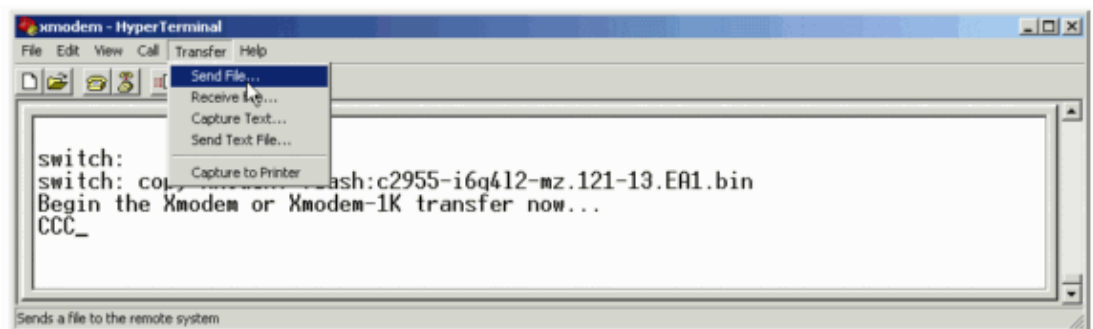 xmodem - HyperTerminal
File Edit View Call Transfer Help
Send File...
Receive
Capture Text...
Send Text File...
Capture to Printer
switch:
switch: flash:c2955-i6q4l2-mz.121-13.EA1.bin
Begin the Xmodem or Xmodem-1K transfer now...
CCC_
Sends a file to the remote system